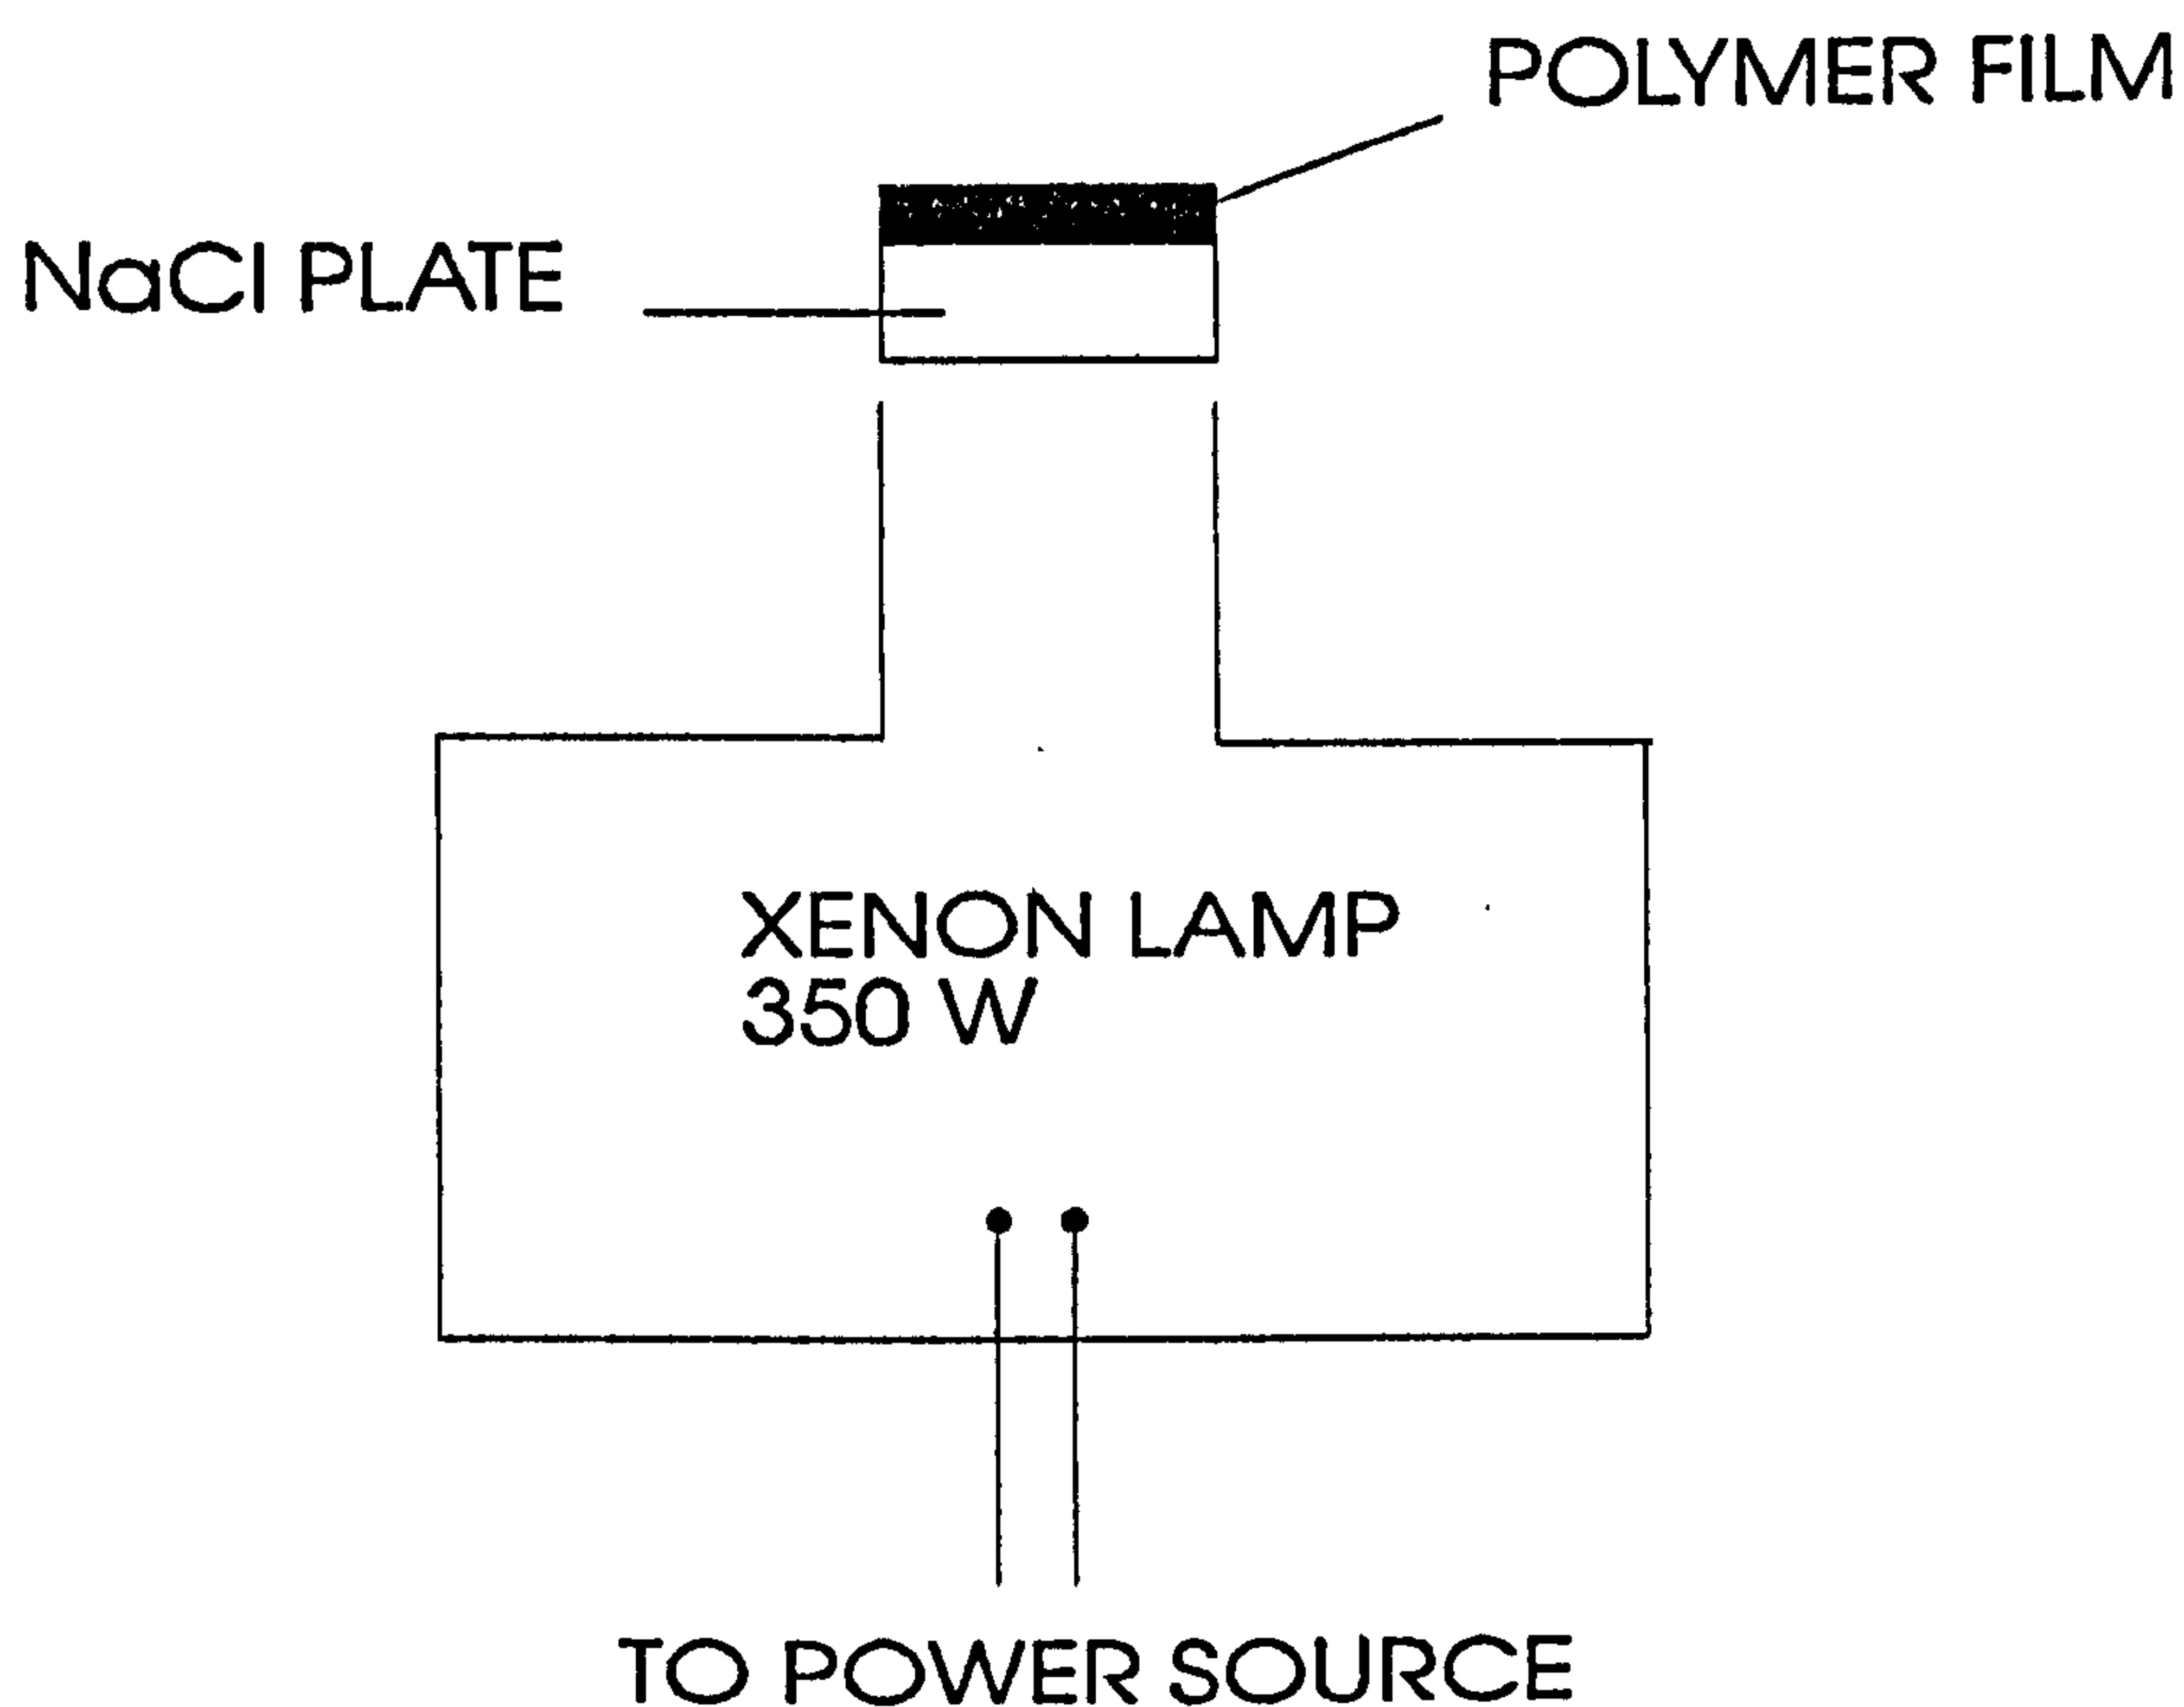 POLYMER FILM
NaCl PLATE
XENON LAMP
350 W
TO POWER SOURCE